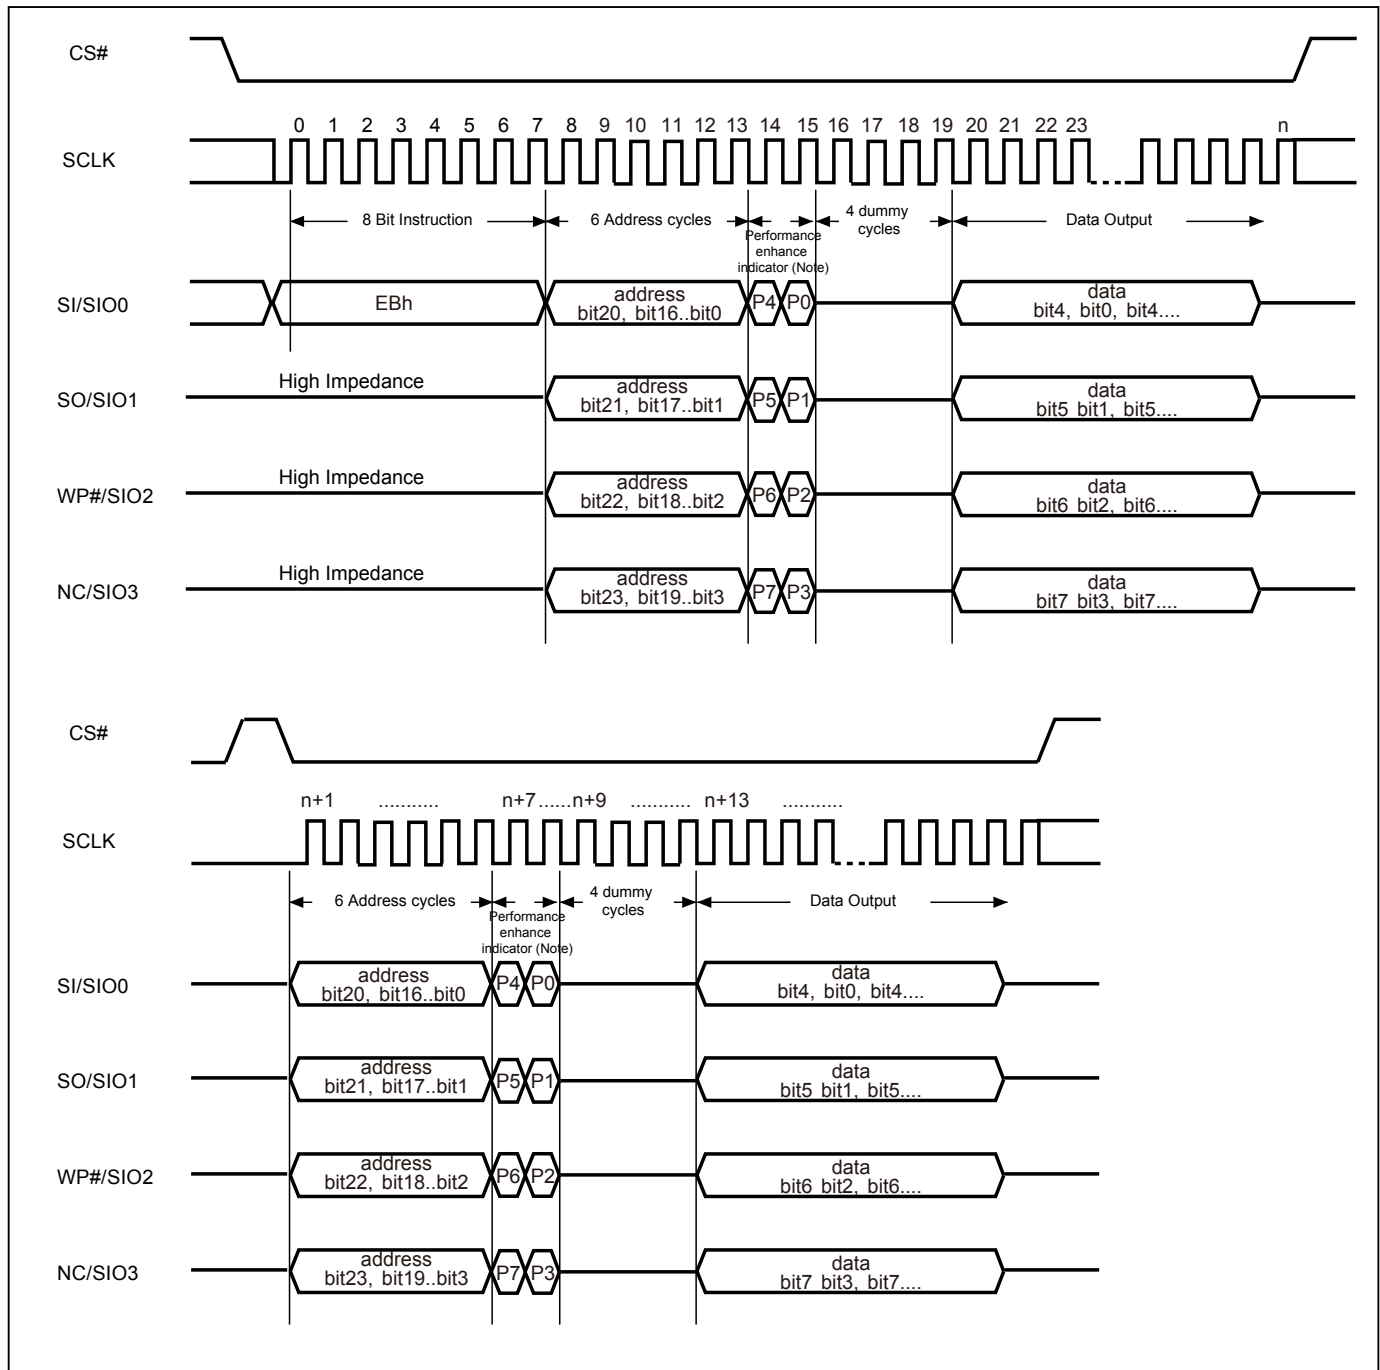 CS#
0 1 2 3 4 5 6 7 8 9 10 11 12 13 14 15 16 17 18 19 20 21 22 23 n
SCLK
8 Bit Instruction
6 Address cycles
Performance
enhance
indicator (Note)
4 dummy
cycles
Data Output
SI/SIO0
EBh
address
bit20, bit16..bit0
P4 P0
data
bit4, bit0, bit4....
SO/SIO1
High Impedance
address
bit21, bit17..bit1
P5 P1
data
bit5 bit1, bit5....
WP#/SIO2
High Impedance
address
bit22, bit18..bit2
P6 P2
data
bit6 bit2, bit6....
NC/SIO3
High Impedance
address
bit23, bit19..bit3
P7 P3
data
bit7 bit3, bit7....
CS#
n+1 ........... n+7......n+9 ........... n+13 ...........
SCLK
6 Address cycles
Performance
enhance
indicator (Note)
4 dummy
cycles
Data Output
SI/SIO0
address
bit20, bit16..bit0
P4 P0
data
bit4, bit0, bit4....
SO/SIO1
address
bit21, bit17..bit1
P5 P1
data
bit5 bit1, bit5....
WP#/SIO2
address
bit22, bit18..bit2
P6 P2
data
bit6 bit2, bit6....
NC/SIO3
address
bit23, bit19..bit3
P7 P3
data
bit7 bit3, bit7....